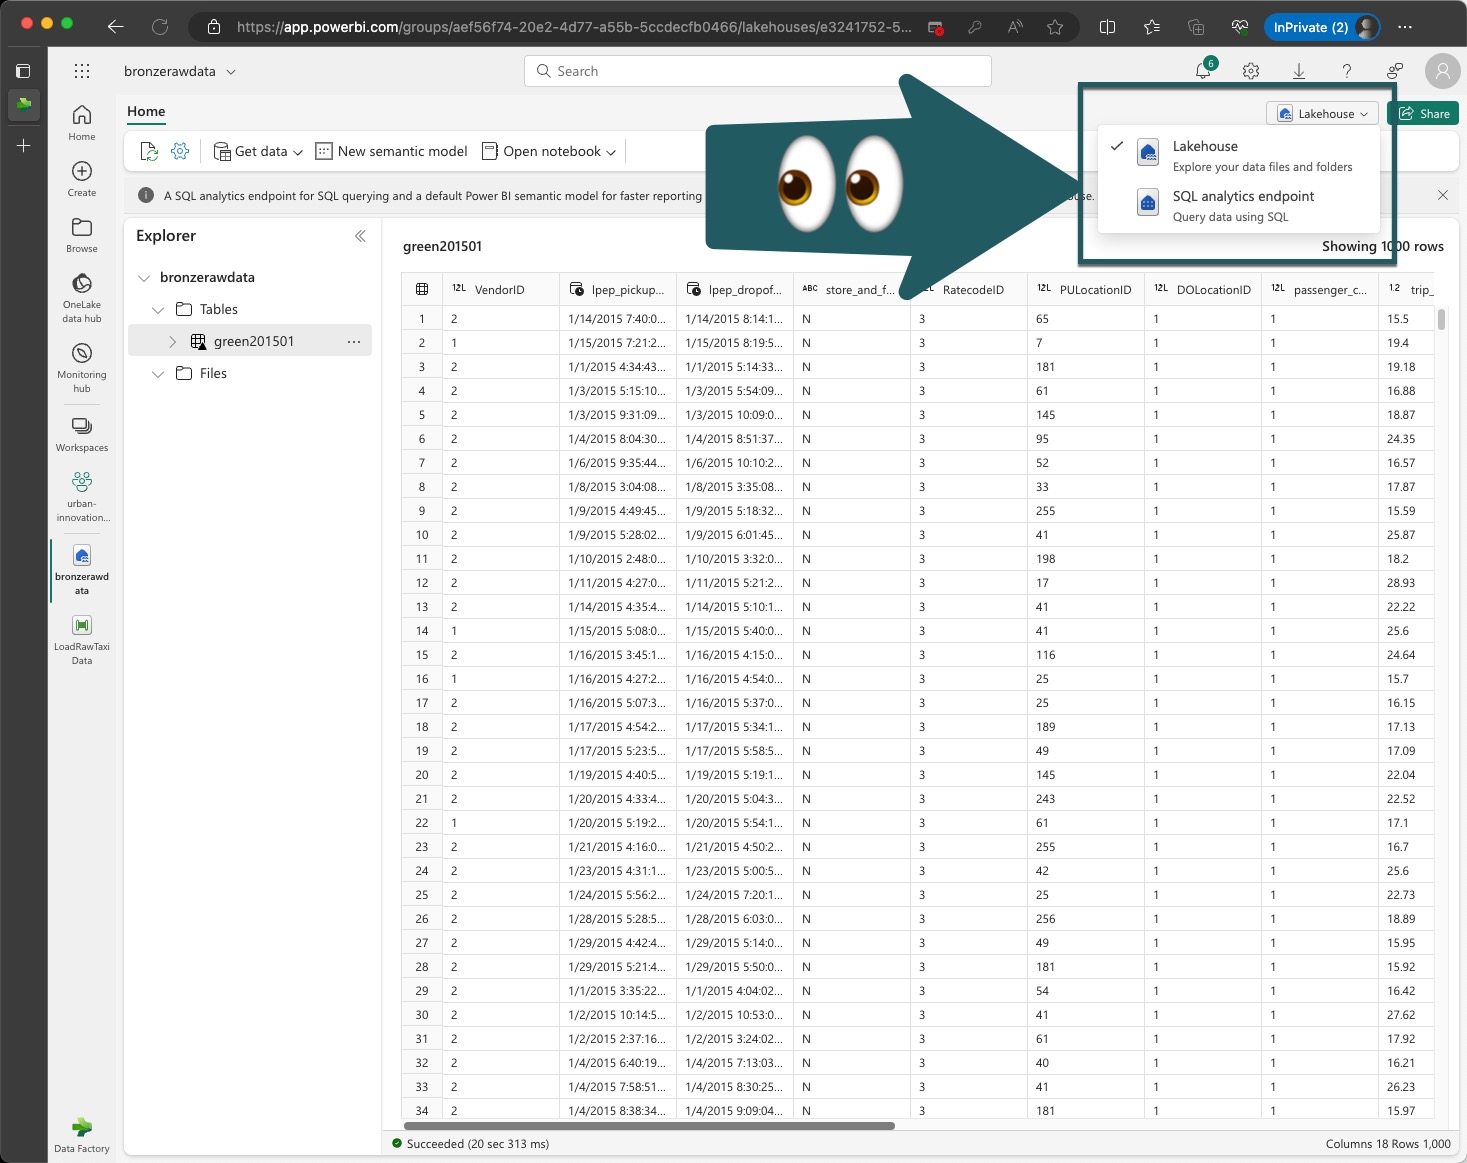 https://app.powerbi.com/groups/aef56f74-20e2-4d77-a55b-5ccdecfb0466/lakehouses/e3241752-5...
InPrivate (2)
bronzerawdata
Search
6
Home
Create
Browse
OneLake
data hub
Monitoring
hub
Workspaces
urban-
innovation...
bronzerawd
ata
LoadRawTaxi
Data
Data Factory
Home
Lakehouse
Share
Get data
New semantic model
Open notebook
Lakehouse
Explore your data files and folders
SQL analytics endpoint
Query data using SQL
A SQL analytics endpoint for SQL querying and a default Power BI semantic model for faster reporting
Explorer
bronzerawdata
Tables
green201501
...
Files
green201501
Showing 1000 rows
12L VendorID lpep_pickup... lpep_dropof... ABC store_and_f... RatecodeID 12L PULocationID 12L DOLocationID 12L passenger_c... 1.2 trip_
1 2 1/14/2015 7:40:0... 1/14/2015 8:14:1... N 3 65 1 1 15.5
2 1 1/15/2015 7:21:2... 1/15/2015 8:19:5... N 3 7 1 1 19.4
3 2 1/1/2015 4:34:43... 1/1/2015 5:14:33... N 3 181 1 1 19.18
4 2 1/3/2015 5:15:10... 1/3/2015 5:54:09... N 3 61 1 1 16.88
5 2 1/3/2015 9:31:09... 1/3/2015 10:09:0... N 3 145 1 1 18.87
6 2 1/4/2015 8:04:30... 1/4/2015 8:51:37... N 3 95 1 1 24.35
7 2 1/6/2015 9:35:44... 1/6/2015 10:10:2... N 3 52 1 1 16.57
8 2 1/8/2015 3:04:08... 1/8/2015 3:35:08... N 3 33 1 1 17.87
9 2 1/9/2015 4:49:45... 1/9/2015 5:18:32... N 3 255 1 1 15.59
10 2 1/9/2015 5:28:02... 1/9/2015 6:01:45... N 3 41 1 1 25.87
11 2 1/10/2015 2:48:0... 1/10/2015 3:32:0... N 3 198 1 1 18.2
12 2 1/11/2015 4:27:0... 1/11/2015 5:21:2... N 3 17 1 1 28.93
13 2 1/14/2015 4:35:4... 1/14/2015 5:10:1... N 3 41 1 1 22.22
14 1 1/15/2015 5:08:0... 1/15/2015 5:40:0... N 3 41 1 1 25.6
15 2 1/16/2015 3:45:1... 1/16/2015 4:15:0... N 3 116 1 1 24.64
16 1 1/16/2015 4:27:2... 1/16/2015 4:54:0... N 3 25 1 1 15.7
17 2 1/16/2015 5:07:3... 1/16/2015 5:37:0... N 3 25 1 1 16.15
18 2 1/17/2015 4:54:2... 1/17/2015 5:34:1... N 3 189 1 1 17.13
19 2 1/17/2015 5:23:5... 1/17/2015 5:58:5... N 3 49 1 1 17.09
20 2 1/19/2015 4:40:5... 1/19/2015 5:19:1... N 3 145 1 1 22.04
21 2 1/20/2015 4:33:4... 1/20/2015 5:04:3... N 3 243 1 1 22.52
22 1 1/20/2015 5:19:2... 1/20/2015 5:54:1... N 3 61 1 1 17.1
23 2 1/21/2015 4:16:0... 1/21/2015 4:50:2... N 3 255 1 1 16.7
24 2 1/23/2015 4:31:1... 1/23/2015 5:00:5... N 3 42 1 1 25.6
25 2 1/24/2015 5:56:2... 1/24/2015 7:20:1... N 3 25 1 1 22.73
26 2 1/28/2015 5:28:5... 1/28/2015 6:03:0... N 3 256 1 1 18.89
27 2 1/29/2015 4:42:4... 1/29/2015 5:14:0... N 3 49 1 1 15.95
28 2 1/29/2015 5:21:4... 1/29/2015 5:50:0... N 3 181 1 1 15.92
29 2 1/1/2015 3:35:22... 1/1/2015 4:04:02... N 3 54 1 1 16.42
30 2 1/2/2015 10:14:5... 1/2/2015 10:53:0... N 3 41 1 1 27.62
31 2 1/2/2015 2:37:16... 1/2/2015 3:24:02... N 3 61 1 1 17.92
32 2 1/4/2015 6:40:19... 1/4/2015 7:13:03... N 3 40 1 1 16.21
33 2 1/4/2015 7:58:51... 1/4/2015 8:30:25... N 3 41 1 1 26.23
34 2 1/4/2015 8:38:34... 1/4/2015 9:09:04... N 3 181 1 1 15.97
Succeeded (20 sec 313 ms)
Columns 18 Rows 1,000